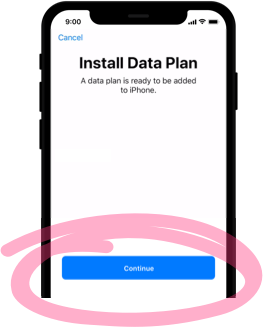 9:00
Cancel
Install Data Plan
A data plan is ready to be added
to iPhone.
Continue